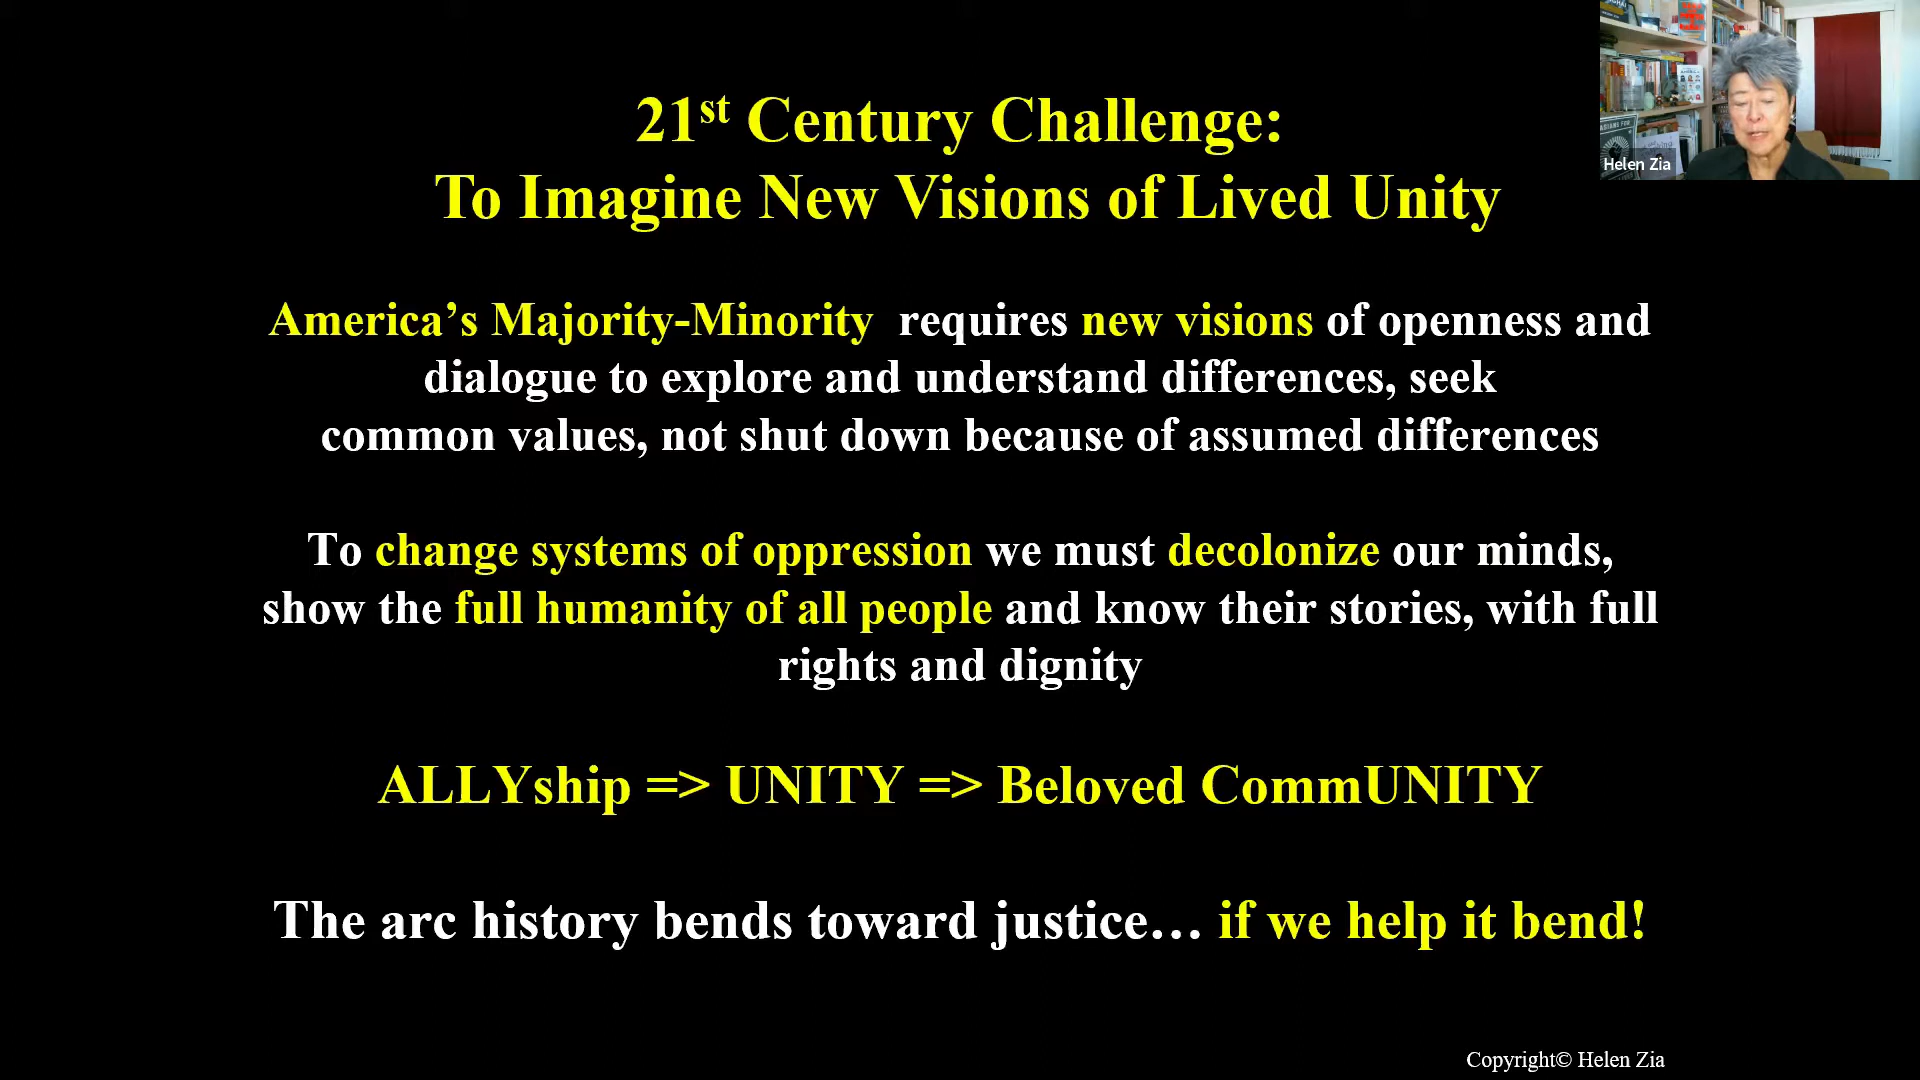 21st Century Challenge:
To Imagine New Visions of Lived Unity
Helen Zia
America’s Majority-Minority  requires new visions of openness and
dialogue to explore and understand differences, seek
common values, not shut down because of assumed differences
To change systems of oppression we must decolonize our minds,
show the full humanity of all people and know their stories, with full
rights and dignity
ALLYship => UNITY => Beloved CommUNITY
The arc history bends toward justice… if we help it bend!
Copyright© Helen Zia